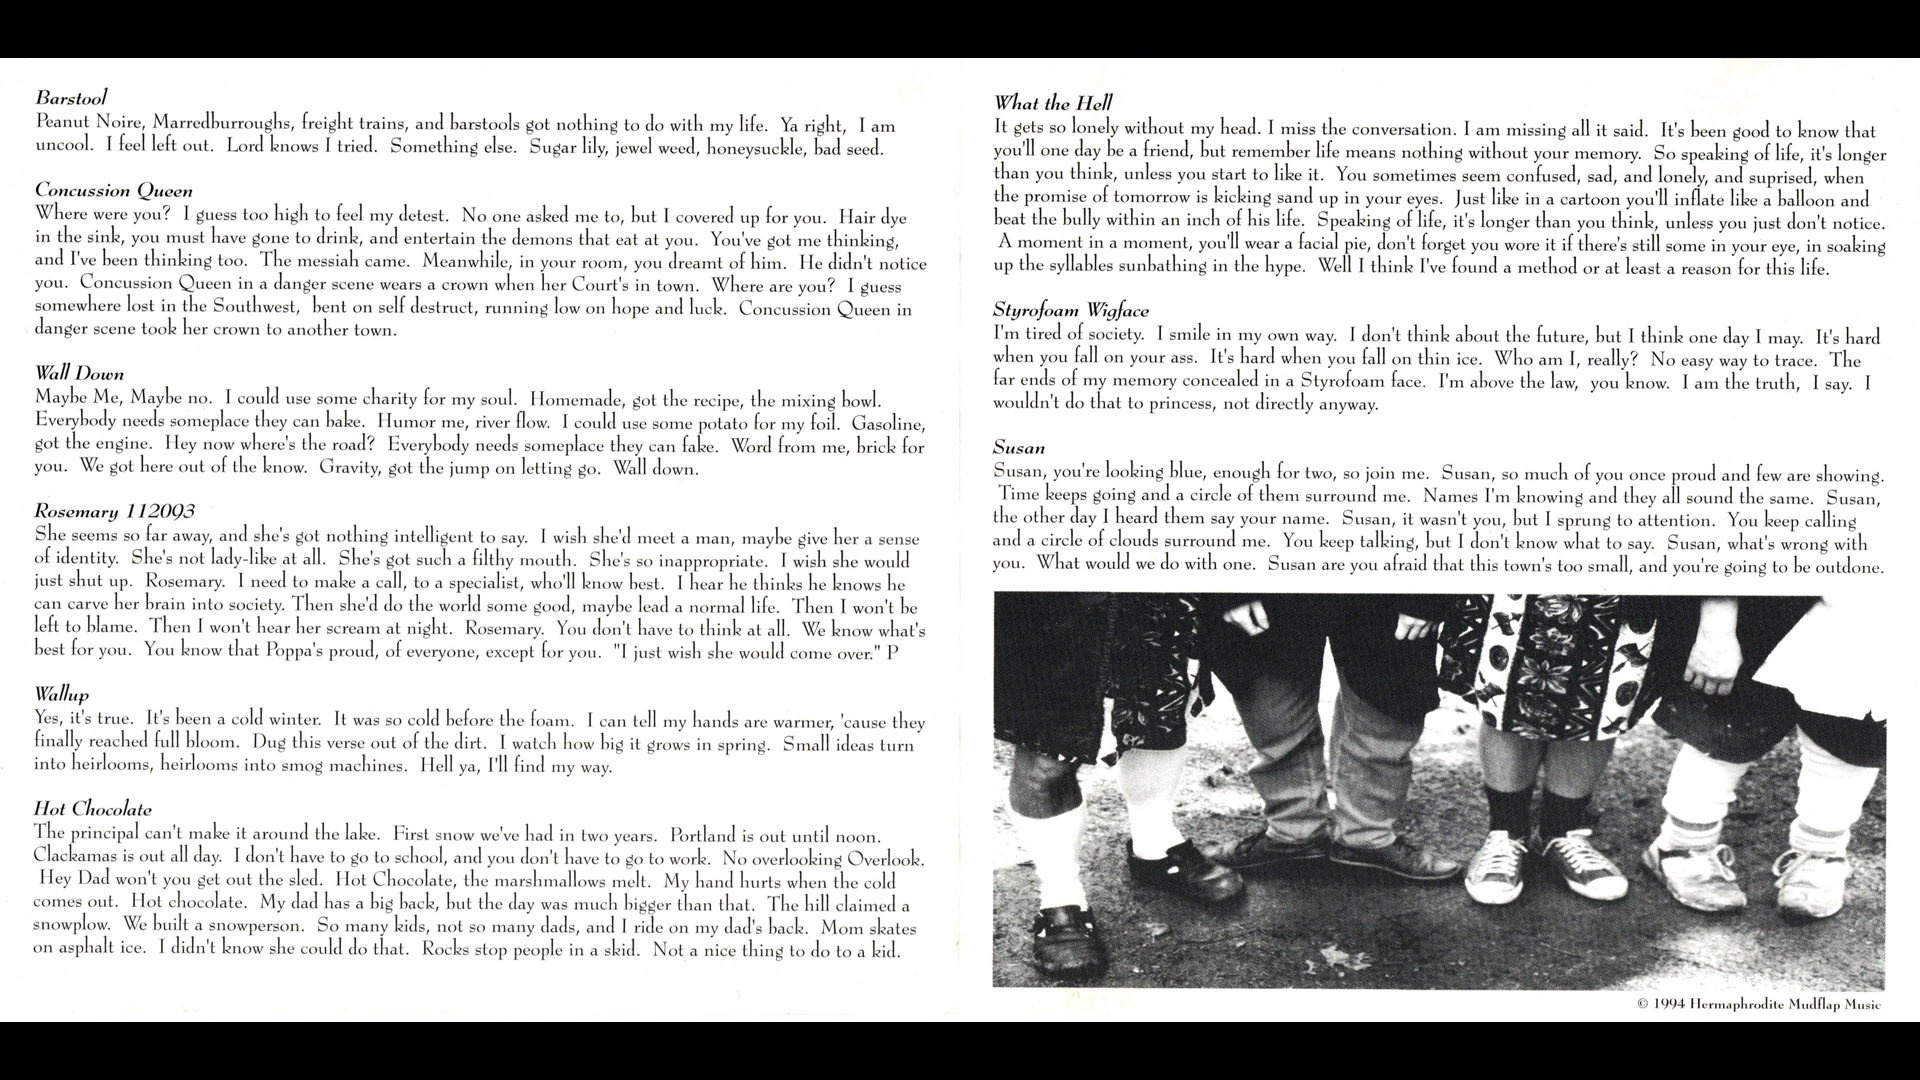 Barstool
Peanut Noire, Marredburroughs, freight trains, and barstools got nothing to do with my life.  Ya right,  I am
uncool.  I feel left out.  Lord knows I tried.  Something else.  Sugar lily, jewel weed, honeysuckle, bad seed.
Concussion Queen
Where were you?  I guess too high to feel my detest.  No one asked me to, but I covered up for you.  Hair dye
in the sink, you must have gone to drink, and entertain the demons that eat at you.  You've got me thinking,
and I've been thinking too.  The messiah came.  Meanwhile, in your room, you dreamt of him.  He didn't notice
you.  Concussion Queen in a danger scene wears a crown when her Court's in town.  Where are you?  I guess
somewhere lost in the Southwest,  bent on self destruct, running low on hope and luck.  Concussion Queen in
danger scene took her crown to another town.
Wall Down
Maybe Me, Maybe no.  I could use some charity for my soul.  Homemade, got the recipe, the mixing bowl.
Everybody needs someplace they can bake.  Humor me, river flow.  I could use some potato for my foil.  Gasoline,
got the engine.  Hey now where's the road?  Everybody needs someplace they can fake.  Word from me, brick for
you.  We got here out of the know.  Gravity, got the jump on letting go.  Wall down.
Rosemary 112093
She seems so far away, and she's got nothing intelligent to say.  I wish she'd meet a man, maybe give her a sense
of identity.  She's not lady-like at all.  She's got such a filthy mouth.  She's so inappropriate.  I wish she would
just shut up.  Rosemary.  I need to make a call, to a specialist, who'll know best.  I hear he thinks he knows he
can carve her brain into society. Then she'd do the world some good, maybe lead a normal life.  Then I won't be
left to blame.  Then I won't hear her scream at night.  Rosemary.  You don't have to think at all.  We know what's
best for you.  You know that Poppa's proud, of everyone, except for you.  "I just wish she would come over." P
Wallup
Yes, it's true.  It's been a cold winter.  It was so cold before the foam.  I can tell my hands are warmer, 'cause they
finally reached full bloom.  Dug this verse out of the dirt.  I watch how big it grows in spring.  Small ideas turn
into heirlooms, heirlooms into smog machines.  Hell ya, I'll find my way.
Hot Chocolate
The principal can't make it around the lake.  First snow we've had in two years.  Portland is out until noon.
Clackamas is out all day.  I don't have to go to school, and you don't have to go to work.  No overlooking Overlook.
Hey Dad won't you get out the sled.  Hot Chocolate, the marshmallows melt.  My hand hurts when the cold
comes out.  Hot chocolate.  My dad has a big back, but the day was much bigger than that.  The hill claimed a
snowplow.  We built a snowperson.  So many kids, not so many dads, and I ride on my dad's back.  Mom skates
on asphalt ice.  I didn't know she could do that.  Rocks stop people in a skid.  Not a nice thing to do to a kid.
What the Hell
It gets so lonely without my head. I miss the conversation. I am missing all it said.  It's been good to know that
you'll one day be a friend, but remember life means nothing without your memory.  So speaking of life, it's longer
than you think, unless you start to like it.  You sometimes seem confused, sad, and lonely, and suprised, when
the promise of tomorrow is kicking sand up in your eyes.  Just like in a cartoon you'll inflate like a balloon and
beat the bully within an inch of his life.  Speaking of life, it's longer than you think, unless you just don't notice.
A moment in a moment, you'll wear a facial pie, don't forget you wore it if there's still some in your eye, in soaking
up the syllables sunbathing in the hype.  Well I think I've found a method or at least a reason for this life.
Styrofoam Wigface
I'm tired of society.  I smile in my own way.  I don't think about the future, but I think one day I may.  It's hard
when you fall on your ass.  It's hard when you fall on thin ice.  Who am I, really?  No easy way to trace.  The
far ends of my memory concealed in a Styrofoam face.  I'm above the law,  you know.  I am the truth,  I say.  I
wouldn't do that to princess, not directly anyway.
Susan
Susan, you're looking blue, enough for two, so join me.  Susan, so much of you once proud and few are showing.
Time keeps going and a circle of them surround me.  Names I'm knowing and they all sound the same.  Susan,
the other day I heard them say your name.  Susan, it wasn't you, but I sprung to attention.  You keep calling
and a circle of clouds surround me.  You keep talking, but I don't know what to say.  Susan, what's wrong with
you.  What would we do with one.  Susan are you afraid that this town's too small, and you're going to be outdone.
© 1994 Hermaphrodite Mudflap Music